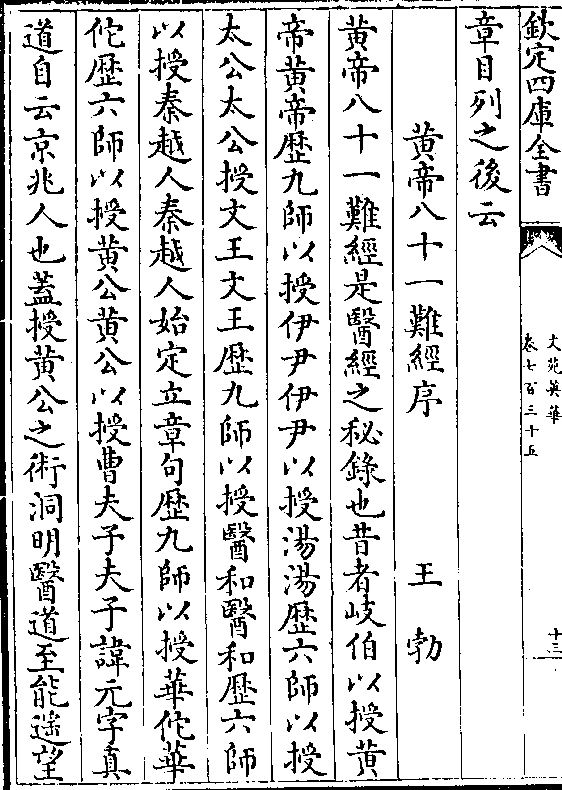 欽定四庫全書
文苑英華
卷七百三十五
十三
章目列之後云
黃帝八十一難經序　王勃
黃帝八十一難經是醫經之秘錄也昔者岐伯以授黃
帝黃帝歷九師以授伊尹伊尹以授湯湯歷六師以授
太公太公授文王文王歷九師以授醫和醫和歷六師
以授秦越人秦越人始定立章句歷九師以授華佗華
佗歷六師以授黃公黃公以授曹夫子夫子諱元字真
道自云京兆人也蓋授黃公之術洞明醫道至能遥望